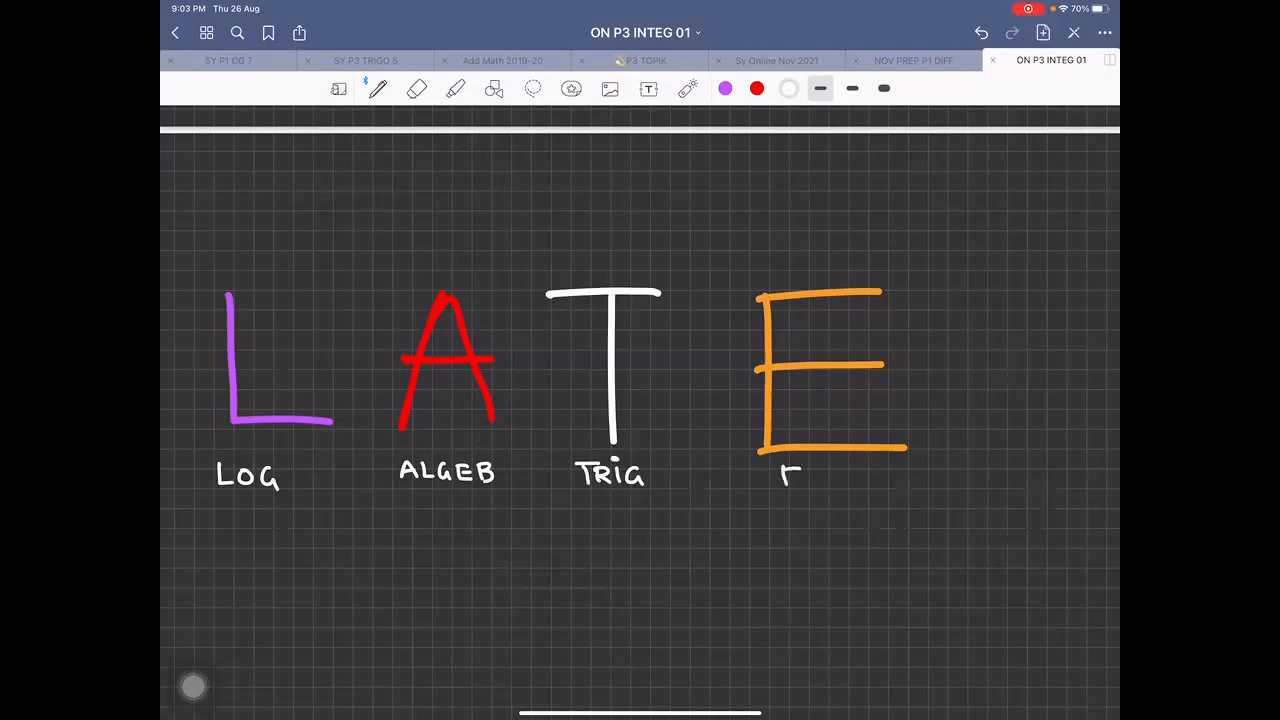 9:03 PM Thu 26 Aug
70%
ON P3 INTEG 01
SY P1 CG 7
SY P3 TRIGO 5
Add Math 2019-20
P3 TOPIK
Sy Online Nov 2021
NOV PREP P1 DIFF
ON P3 INTEG 01
L A T E
LOG ALGEB TRIG